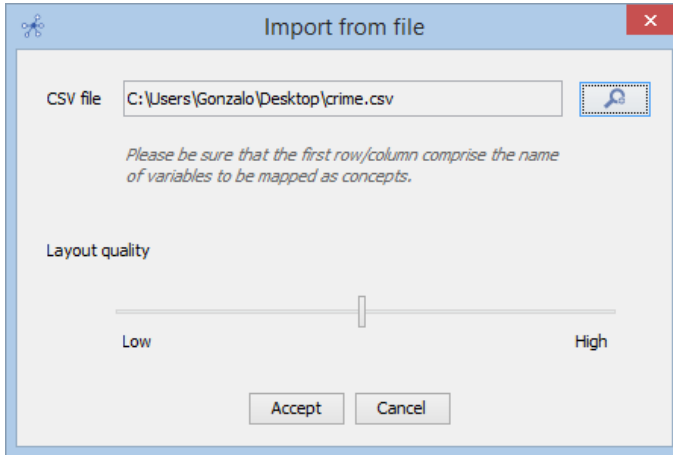 Import from file
CSV file
C:\Users\Gonzalo\Desktop\crime.csv
Please be sure that the first row/column comprise the name
of variables to be mapped as concepts.
Layout quality
Low
High
Accept
Cancel